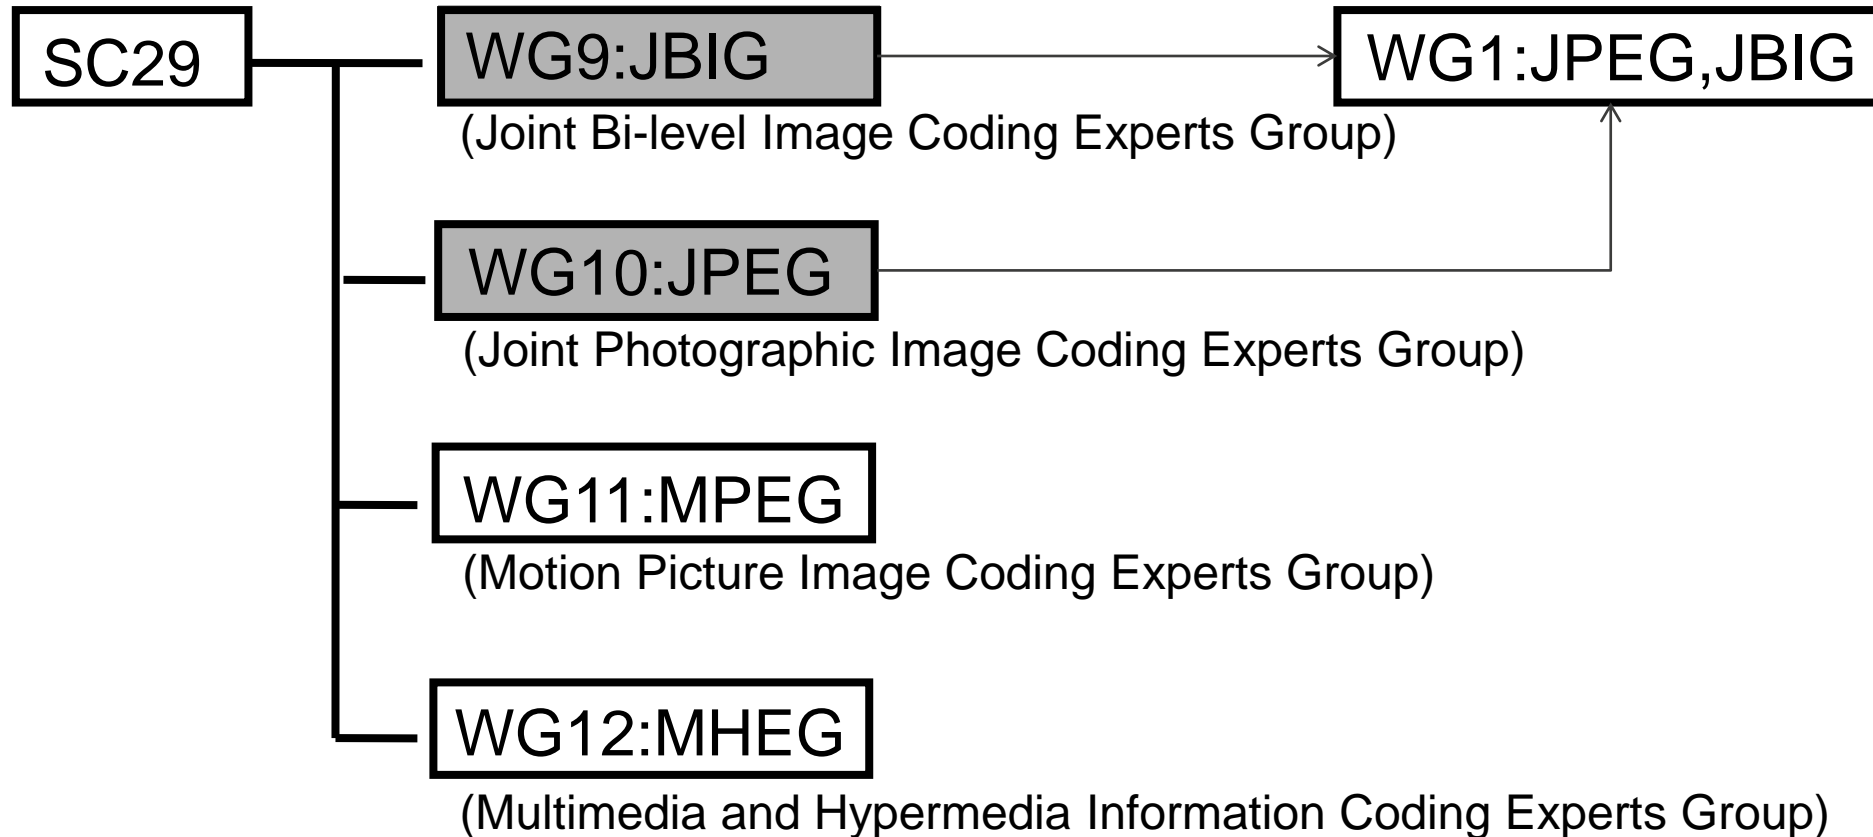 SC29
WG9:JBIG
WG1:JPEG,JBIG
(Joint Bi-level Image Coding Experts Group)
WG10:JPEG
(Joint Photographic Image Coding Experts Group)
WG11:MPEG
(Motion Picture Image Coding Experts Group)
WG12:MHEG
(Multimedia and Hypermedia Information Coding Experts Group)